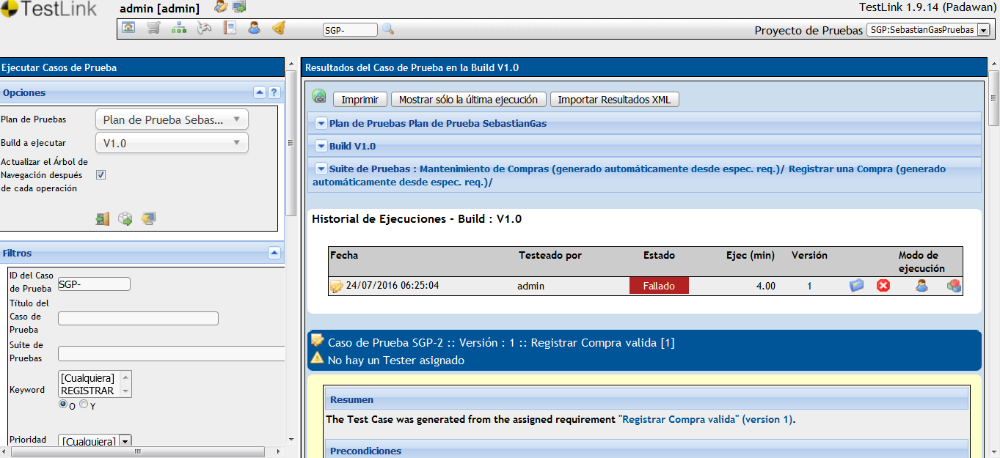 TestLink
admin [admin]
TestLink 1.9.14 (Padawan)
SGP-
Proyecto de Pruebas
SGP:SebastianGasPruebas
Ejecutar Casos de Prueba
Opciones
?
Plan de Pruebas
Plan de Prueba Sebas...
Build a ejecutar
V1.0
Actualizar el Árbol de
Navegación después
de cada operación
Filtros
ID del Caso
de Prueba
SGP-
Título del
Caso de
Prueba
Suite de
Pruebas
Keyword
[Cualquiera]
REGISTRAR
O Y
Prioridad
[Cualquiera]
Resultados del Caso de Prueba en la Build V1.0
Imprimir
Mostrar sólo la última ejecución
Importar Resultados XML
Plan de Pruebas Plan de Prueba SebastianGas
Build V1.0
Suite de Pruebas : Mantenimiento de Compras (generado automáticamente desde espec. req.)/ Registrar una Compra (generado
automáticamente desde espec. req.)/
Historial de Ejecuciones - Build : V1.0
Fecha Testeado por Estado Ejec (min) Versión Modo de
ejecución
24/07/2016 06:25:04 admin Fallado 4.00 1
Caso de Prueba SGP-2 :: Versión : 1 :: Registrar Compra valida [1]
No hay un Tester asignado
Resumen
The Test Case was generated from the assigned requirement "Registrar Compra valida" (version 1).
Precondiciones